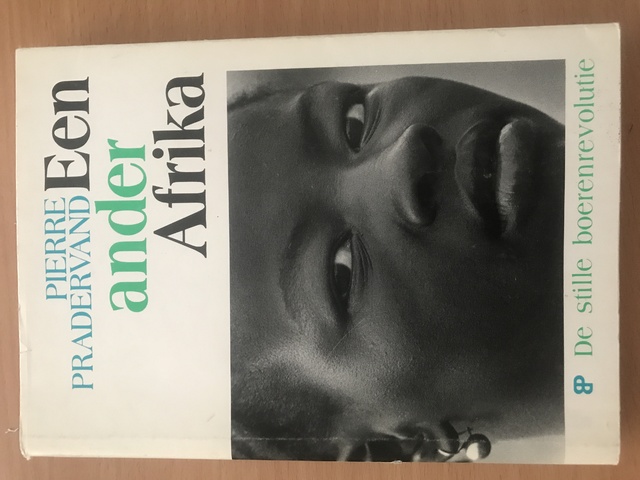 PIERRE
PRADERVAND
Een
ander
Afrika
De stille boerenrevolutie